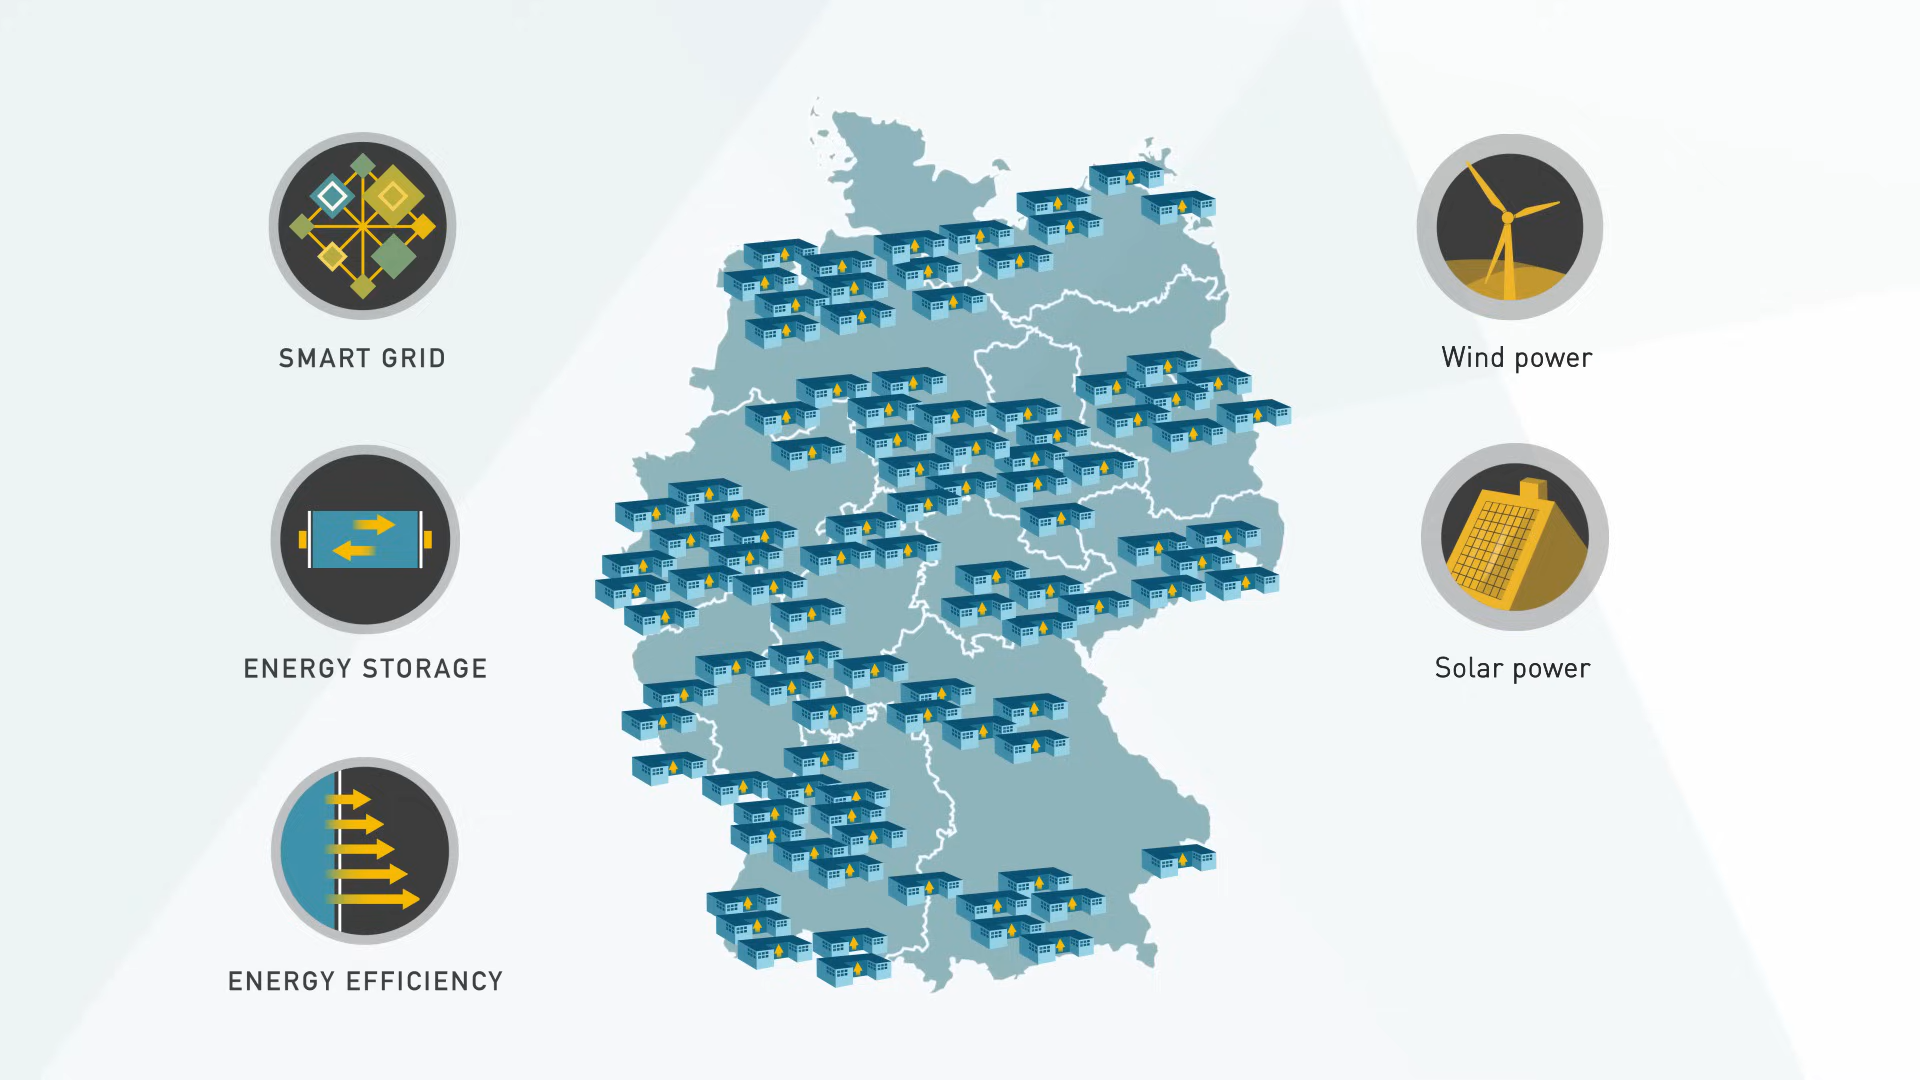 SMART GRID
ENERGY STORAGE
ENERGY EFFICIENCY
Wind power
Solar power